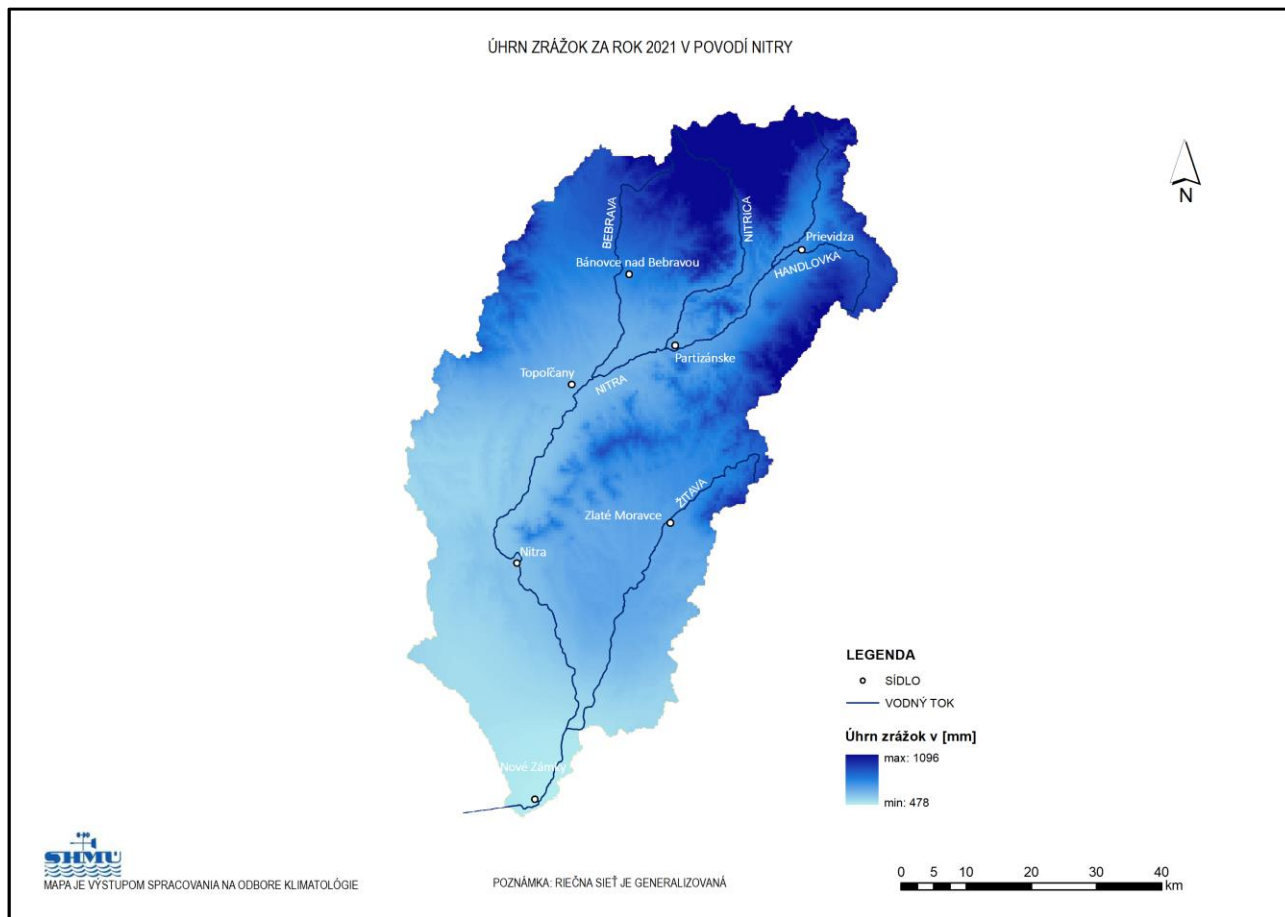 ÚHRN ZRÁŽOK ZA ROK 2021 V POVODÍ NITRY
N
BEBRAVA
NITRICA
Prievidza
Bánovce nad Bebravou
HANDLOVKA
Partizánske
Topoľčany
NITRA
ŽITAVA
Zlaté Moravce
Nitra
LEGENDA
SÍDLO
VODNÝ TOK
Úhrn zrážok v [mm]
max: 1096
min: 478
Nové Zámky
SHMÚ
MAPA JE VÝSTUPOM SPRACOVANIA NA ODBORE KLIMATOLÓGIE
POZNÁMKA: RIEČNA SIEŤ JE GENERALIZOVANÁ
0 5 10 20 30 40
km